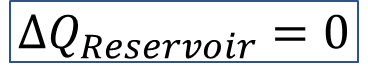 ΔQ_Reservoir = 0